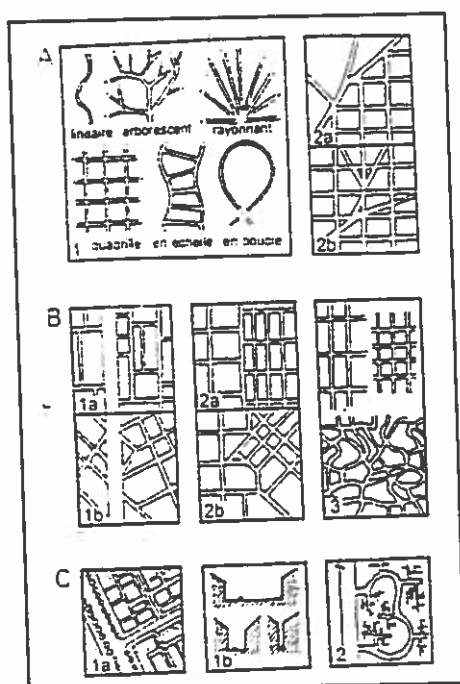 A
linéaire arborescent rayonnant
1 quadrillé en échelle en boucle
2a
2b
B
1a
2a
1b
2b
3
C
1a
1b
2